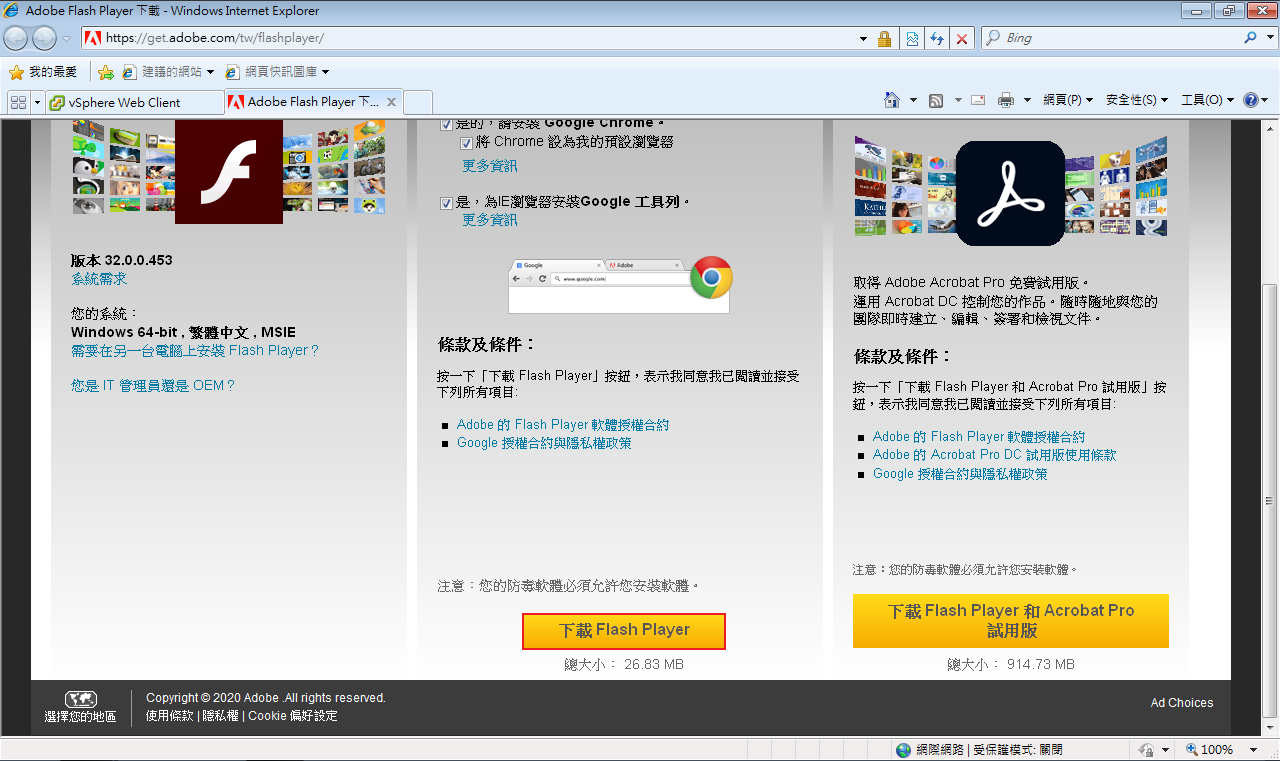 Adobe Flash Player 下載 - Windows Internet Explorer
https://get.adobe.com/tw/flashplayer/
Bing
我的最愛
建議的網站
網頁快訊圖庫
vSphere Web Client
Adobe Flash Player 下...
網頁(P)
安全性(S)
工具(O)
版本 32.0.0.453
系統需求
您的系統：
Windows 64-bit , 繁體中文 , MSIE
需要在另一台電腦上安裝 Flash Player？
您是 IT 管理員還是 OEM？
是的，請安裝 Google Chrome。
將 Chrome 設為我的預設瀏覽器
更多資訊
是，為IE瀏覽器安裝Google 工具列。
更多資訊
Google
Adobe
www.google.com
條款及條件：
按一下「下載 Flash Player」按鈕，表示我同意我已閱讀並接受
下列所有項目:
Adobe 的 Flash Player 軟體授權合約
Google 授權合約與隱私權政策
注意：您的防毒軟體必須允許您安裝軟體。
下載 Flash Player
總大小： 26.83 MB
取得 Adobe Acrobat Pro 免費試用版。
運用 Acrobat DC 控制您的作品。隨時隨地與您的
團隊即時建立、編輯、簽署和檢視文件。
條款及條件：
按一下「下載 Flash Player 和 Acrobat Pro 試用版」按
鈕，表示我同意我已閱讀並接受下列所有項目:
Adobe 的 Flash Player 軟體授權合約
Adobe 的 Acrobat Pro DC 試用版使用條款
Google 授權合約與隱私權政策
注意：您的防毒軟體必須允許您安裝軟體。
下載 Flash Player 和 Acrobat Pro
試用版
總大小： 914.73 MB
選擇您的地區
Copyright © 2020 Adobe .All rights reserved.
使用條款 | 隱私權 | Cookie 偏好設定
Ad Choices
網際網路 | 受保護模式: 關閉
100%